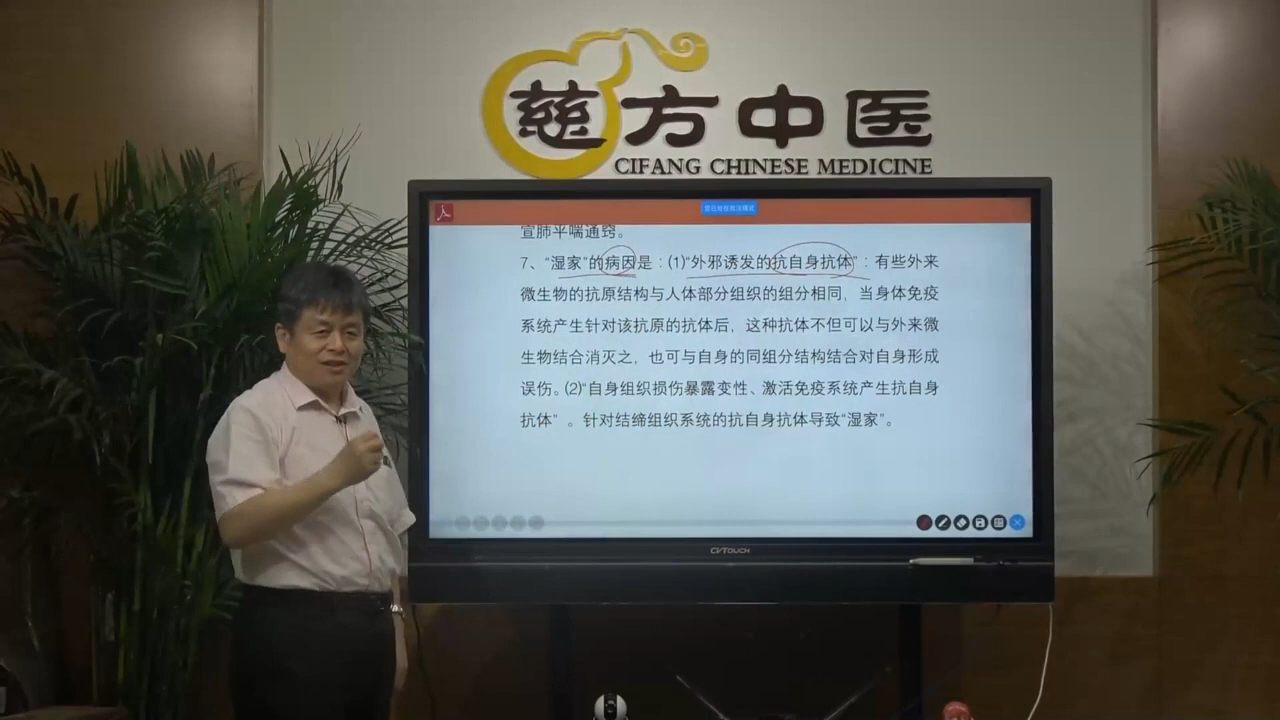 慈方中医
CIFANG CHINESE MEDICINE
宣肺平喘通窍。
7、“湿家”的病因是：(1)“外邪诱发的抗自身抗体”：有些外来
微生物的抗原结构与人体部分组织的组分相同，当身体免疫
系统产生针对该抗原的抗体后，这种抗体不但可以与外来微
生物结合消灭之，也可与自身的同组分结构结合对自身形成
误伤。(2)“自身组织损伤暴露变性、激活免疫系统产生抗自身
抗体”。针对结缔组织系统的抗自身抗体导致“湿家”。
CVTOUCH